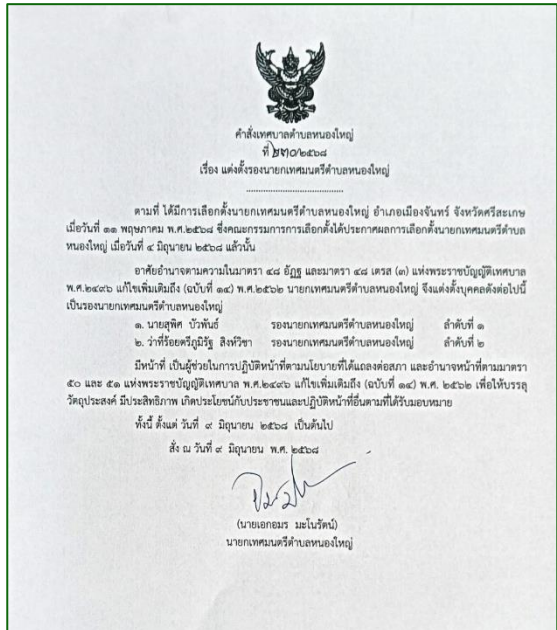 คำสั่งเทศบาลตำบลหนองใหญ่
ที่ ๒๓๐/๒๕๖๘
เรื่อง แต่งตั้งรองนายกเทศมนตรีตำบลหนองใหญ่
ตามที่ ได้มีการเลือกตั้งนายกเทศมนตรีตำบลหนองใหญ่ อำเภอเมืองจันทร์ จังหวัดศรีสะเกษ
เมื่อวันที่ ๑๑ พฤษภาคม พ.ศ.๒๕๖๘ ซึ่งคณะกรรมการการเลือกตั้งได้ประกาศผลการเลือกตั้งนายกเทศมนตรีตำบล
หนองใหญ่ เมื่อวันที่ ๔ มิถุนายน ๒๕๖๘ แล้วนั้น
อาศัยอำนาจตามความในมาตรา ๔๘ อัฏฐ และมาตรา ๔๘ เตรส (๓) แห่งพระราชบัญญัติเทศบาล
พ.ศ.๒๔๙๖ แก้ไขเพิ่มเติมถึง (ฉบับที่ ๑๔) พ.ศ.๒๕๖๒ นายกเทศมนตรีตำบลหนองใหญ่ จึงแต่งตั้งบุคคลดังต่อไปนี้
เป็นรองนายกเทศมนตรีตำบลหนองใหญ่
๑. นายสุพิศ บัวพันธ์ รองนายกเทศมนตรีตำบลหนองใหญ่ ลำดับที่ ๑
๒. ว่าที่ร้อยตรีภูมิรัฐ สิงห์วิชา รองนายกเทศมนตรีตำบลหนองใหญ่ ลำดับที่ ๒
มีหน้าที่ เป็นผู้ช่วยในการปฏิบัติหน้าที่ตามนโยบายที่ได้แถลงต่อสภา และอำนาจหน้าที่ตามมาตรา
๕๐ และ ๕๑ แห่งพระราชบัญญัติเทศบาล พ.ศ.๒๔๙๖ แก้ไขเพิ่มเติมถึง (ฉบับที่ ๑๔) พ.ศ. ๒๕๖๒ เพื่อให้บรรลุ
วัตถุประสงค์ มีประสิทธิภาพ เกิดประโยชน์กับประชาชนและปฏิบัติหน้าที่อื่นตามที่ได้รับมอบหมาย
ทั้งนี้ ตั้งแต่ วันที่ ๙ มิถุนายน ๒๕๖๘ เป็นต้นไป
สั่ง ณ วันที่ ๙ มิถุนายน พ.ศ. ๒๕๖๘
(นายเอกอมร มะโนรัตน์)
นายกเทศมนตรีตำบลหนองใหญ่